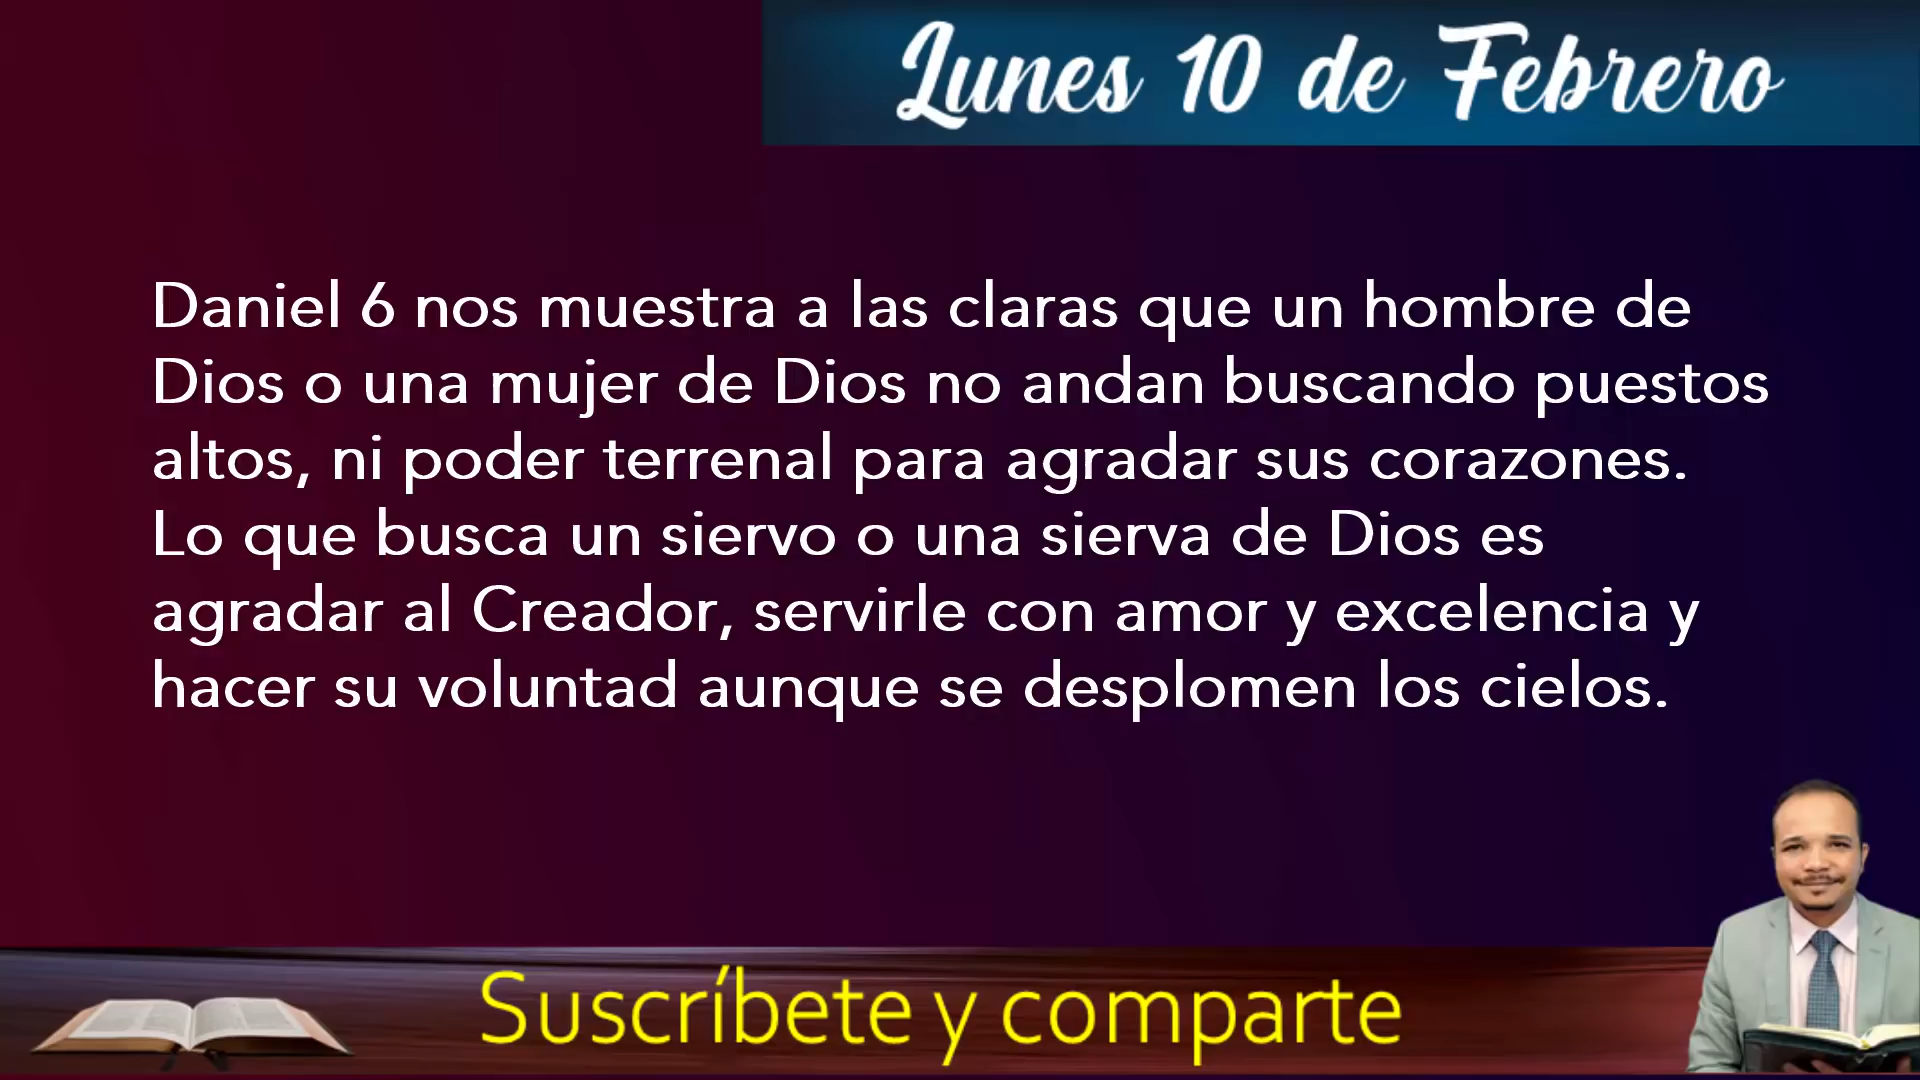 Lunes 10 de Febrero
Daniel 6 nos muestra a las claras que un hombre de
Dios o una mujer de Dios no andan buscando puestos
altos, ni poder terrenal para agradar sus corazones.
Lo que busca un siervo o una sierva de Dios es
agradar al Creador, servirle con amor y excelencia y
hacer su voluntad aunque se desplomen los cielos.
Suscríbete y comparte